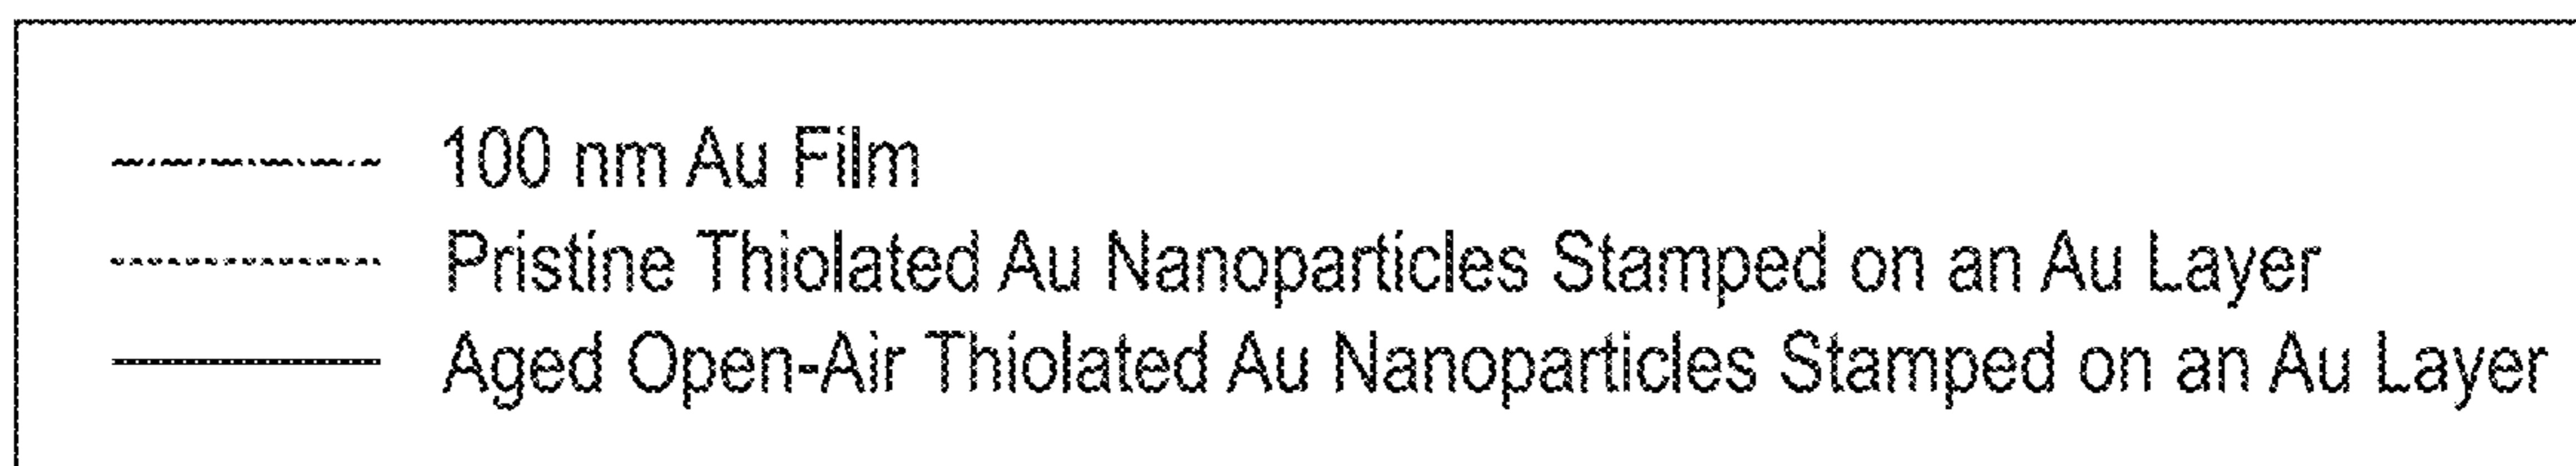 100 nm Au Film
Pristine Thiolated Au Nanoparticles Stamped on an Au Layer
Aged Open-Air Thiolated Au Nanoparticles Stamped on an Au Layer